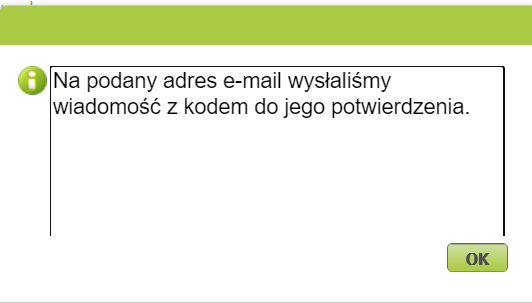 Na podany adres e-mail wysłaliśmy
wiadomość z kodem do jego potwierdzenia.
OK